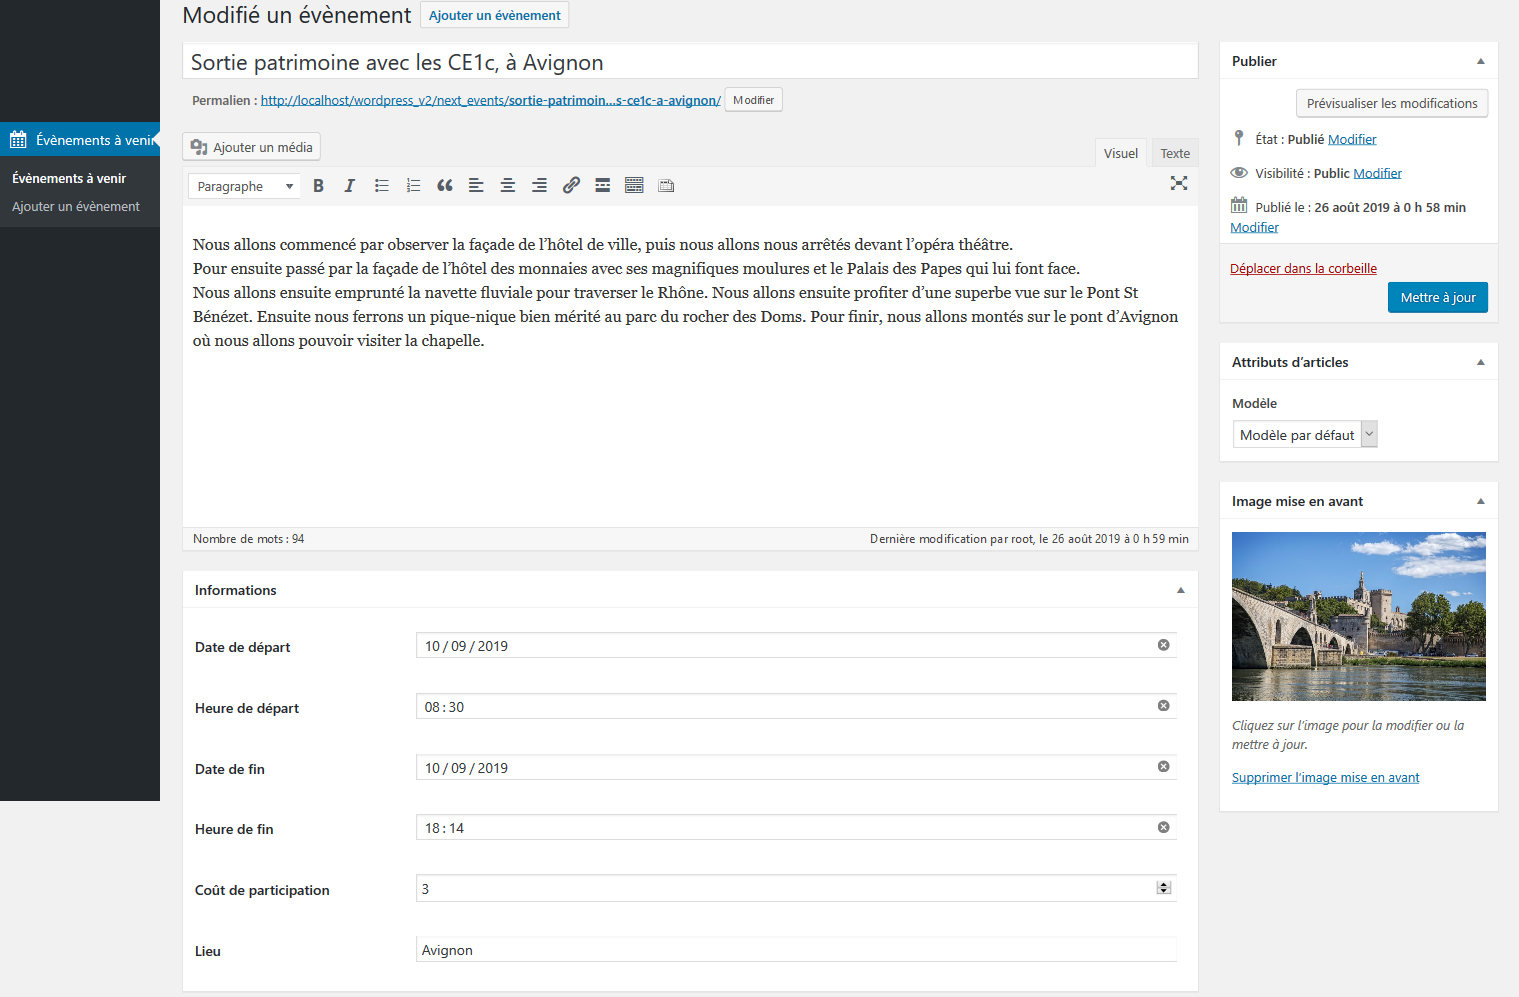 Modifié un évènement
Ajouter un évènement
Évènements à venir
Évènements à venir
Ajouter un évènement
Sortie patrimoine avec les CE1c, à Avignon
Permalien : http://localhost/wordpress_v2/next_events/sortie-patrimoin...s-ce1c-a-avignon/ Modifier
Ajouter un média
Visuel Texte
Paragraphe
Nous allons commencé par observer la façade de l’hôtel de ville, puis nous allons nous arrêtés devant l’opéra théâtre.
Pour ensuite passé par la façade de l’hôtel des monnaies avec ses magnifiques moulures et le Palais des Papes qui lui font face.
Nous allons ensuite emprunté la navette fluviale pour traverser le Rhône. Nous allons ensuite profiter d’une superbe vue sur le Pont St
Bénézet. Ensuite nous ferrons un pique-nique bien mérité au parc du rocher des Doms. Pour finir, nous allons montés sur le pont d’Avignon
où nous allons pouvoir visiter la chapelle.
Nombre de mots : 94
Dernière modification par root, le 26 août 2019 à 0 h 59 min
Informations
Date de départ
10 / 09 / 2019
Heure de départ
08 : 30
Date de fin
10 / 09 / 2019
Heure de fin
18 : 14
Coût de participation
3
Lieu
Avignon
Publier
Prévisualiser les modifications
État : Publié Modifier
Visibilité : Public Modifier
Publié le : 26 août 2019 à 0 h 58 min
Modifier
Déplacer dans la corbeille
Mettre à jour
Attributs d’articles
Modèle
Modèle par défaut
Image mise en avant
Cliquez sur l’image pour la modifier ou la
mettre à jour.
Supprimer l’image mise en avant